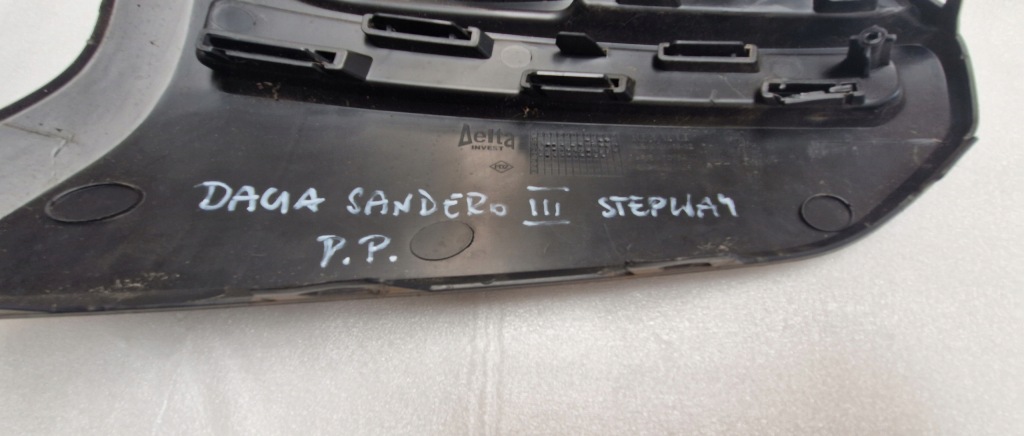 Delta
INVEST
DACIA SANDERO III STEPWAY
P.P.